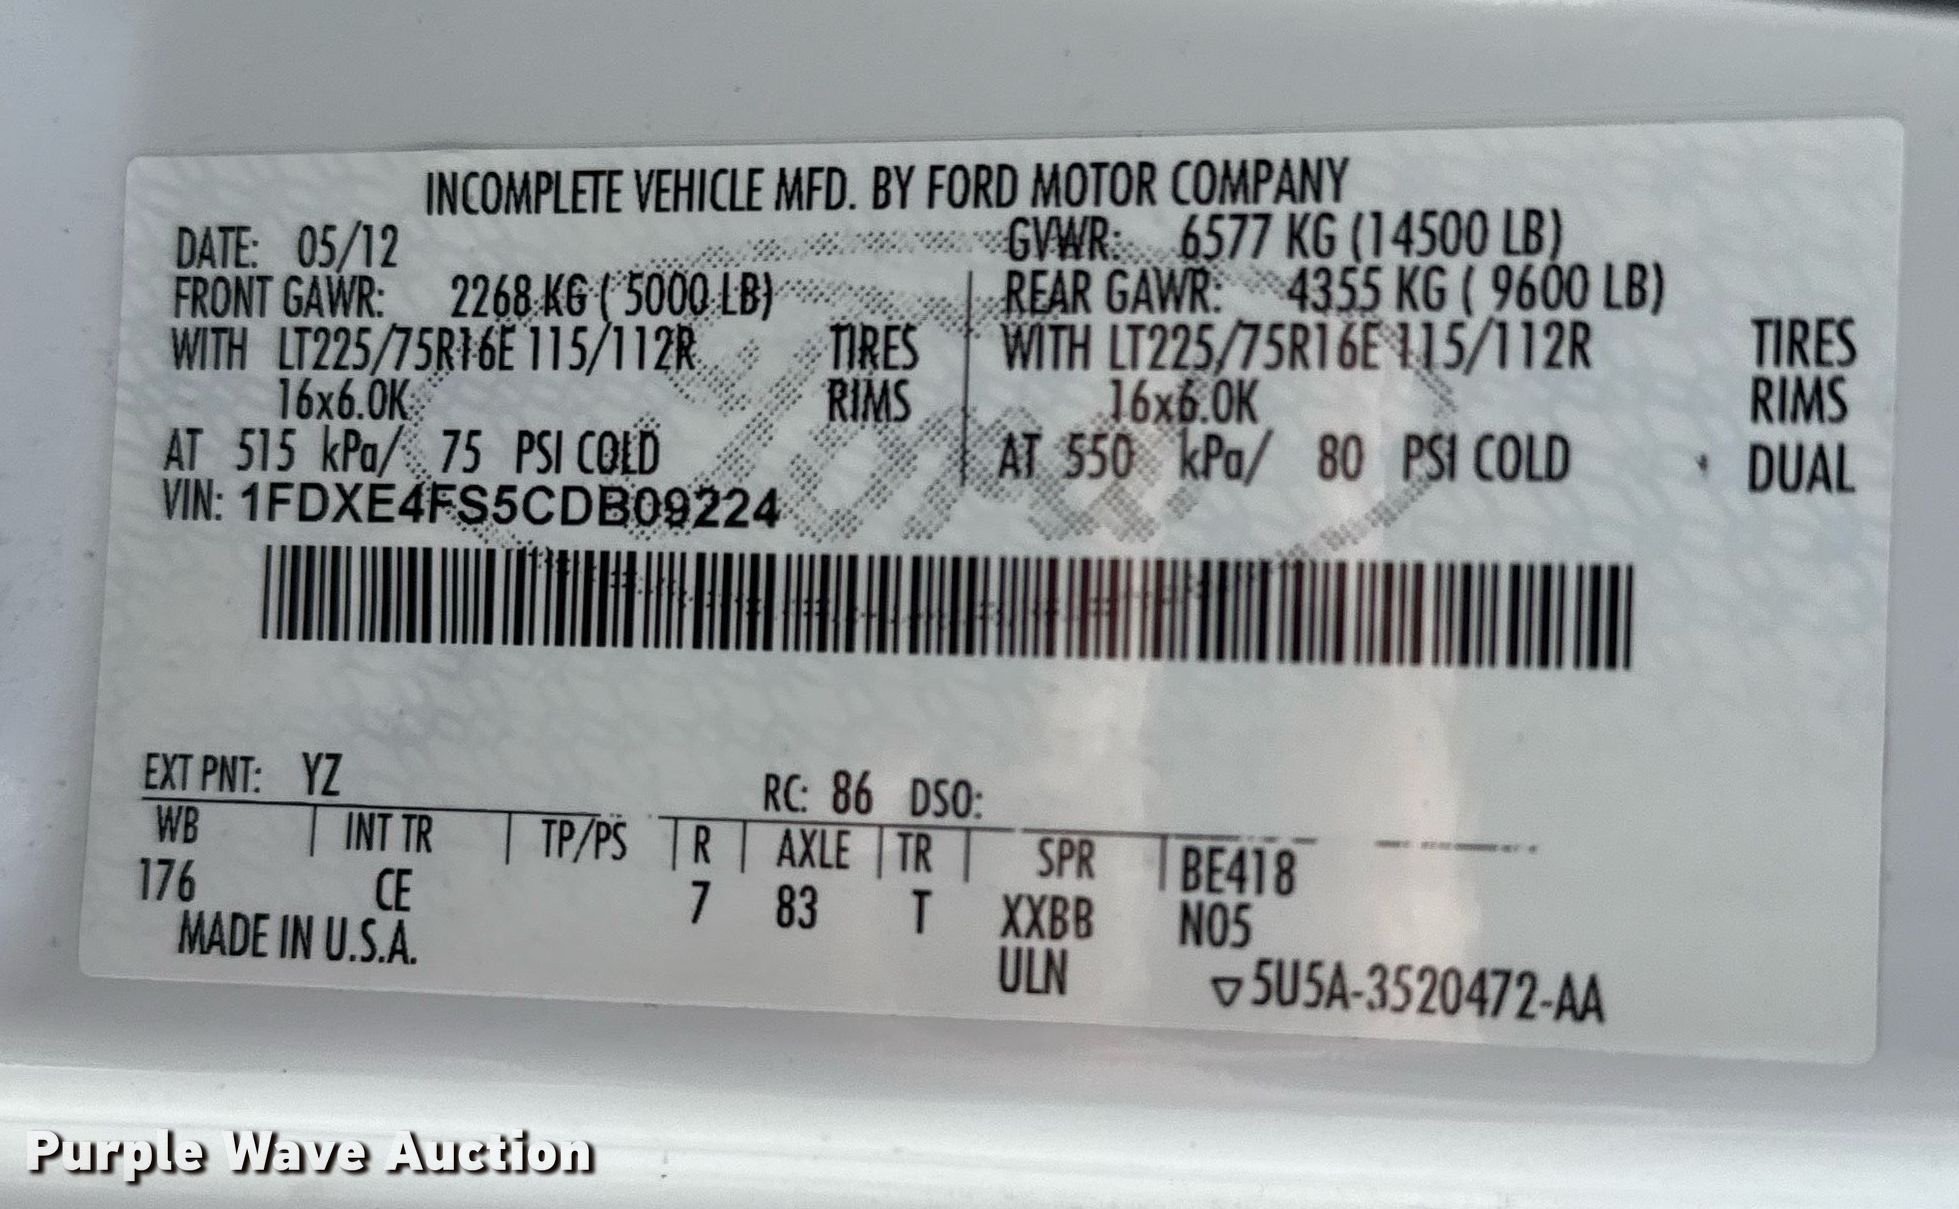 INCOMPLETE VEHICLE MFD. BY FORD MOTOR COMPANY
DATE: 05/12 GVWR: 6577 KG (14500 LB)
FRONT GAWR: 2268 KG ( 5000 LB) REAR GAWR: 4355 KG ( 9600 LB)
WITH LT225/75R16E 115/112R TIRES WITH LT225/75R16E 115/112R TIRES
16x6.0K RIMS 16x6.0K RIMS
AT 515 kPa/ 75 PSI COLD AT 550 kPa/ 80 PSI COLD DUAL
VIN: 1FDXE4FS5CDB09224
Ford
EXT PNT: YZ RC: 86 DSO:
WB INT TR TP/PS R AXLE TR SPR BE418
176 CE 7 83 T XXBB N05
MADE IN U.S.A. ULN ▽5U5A-3520472-AA
Purple Wave Auction